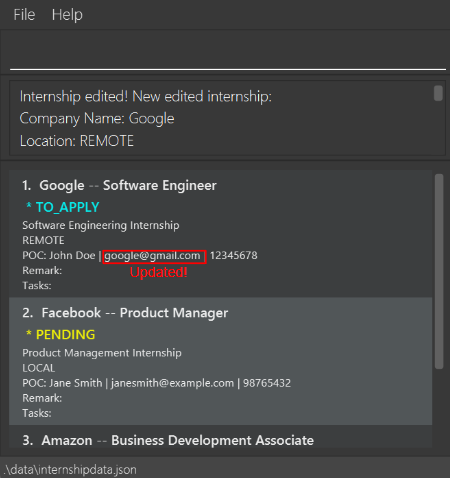 File Help
Internship edited! New edited internship:
Company Name: Google
Location: REMOTE
1. Google -- Software Engineer
* TO_APPLY
Software Engineering Internship
REMOTE
POC: John Doe | google@gmail.com | 12345678
Remark: Updated!
Tasks:
2. Facebook -- Product Manager
* PENDING
Product Management Internship
LOCAL
POC: Jane Smith | janesmith@example.com | 98765432
Remark:
Tasks:
3. Amazon -- Business Development Associate
.\data\internshipdata.json